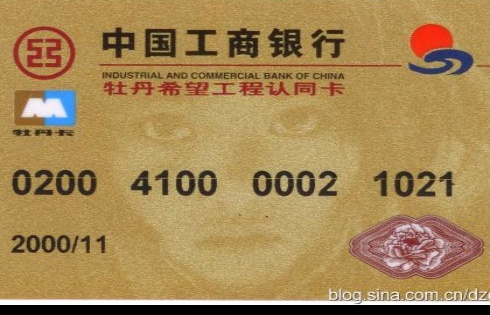 中国工商银行
INDUSTRIAL AND COMMERCIAL BANK OF CHINA
牡丹希望工程认同卡
牡丹卡
0200 4100 0002 1021
2000/11
blog.sina.com.cn/dz